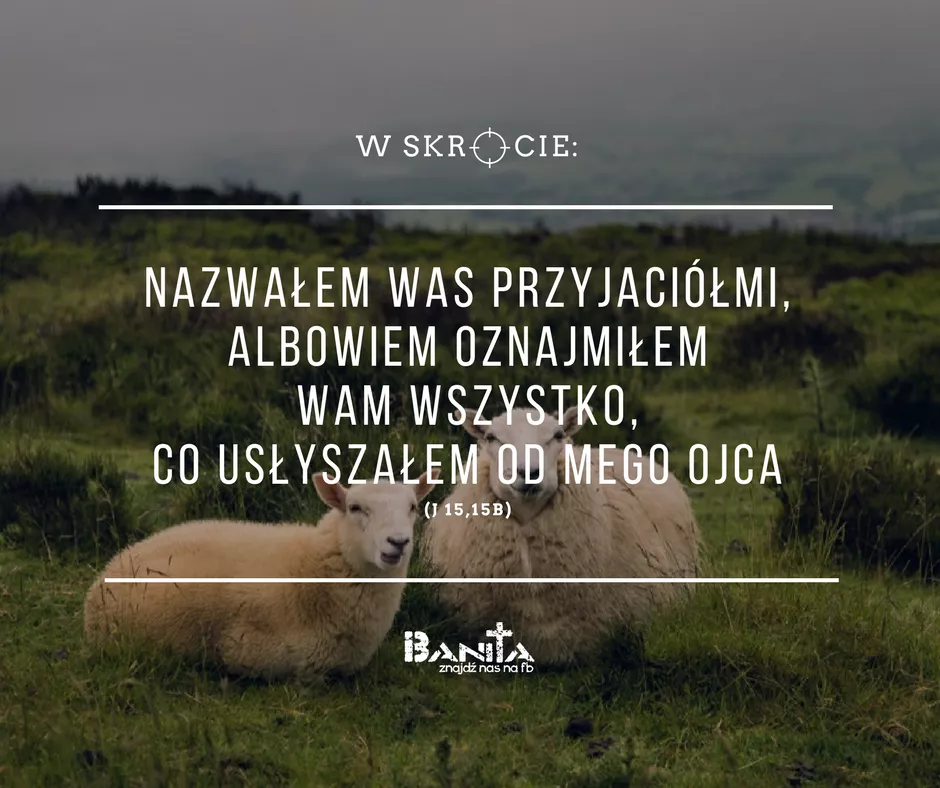 W SKRÓCIE:
NAZWAŁEM WAS PRZYJACIÓŁMI,
ALBOWIEM OZNAJMIŁEM
WAM WSZYSTKO,
CO USŁYSZAŁEM OD MEGO OJCA
(J 15,15B)
BANITA
znajdź nas na fb